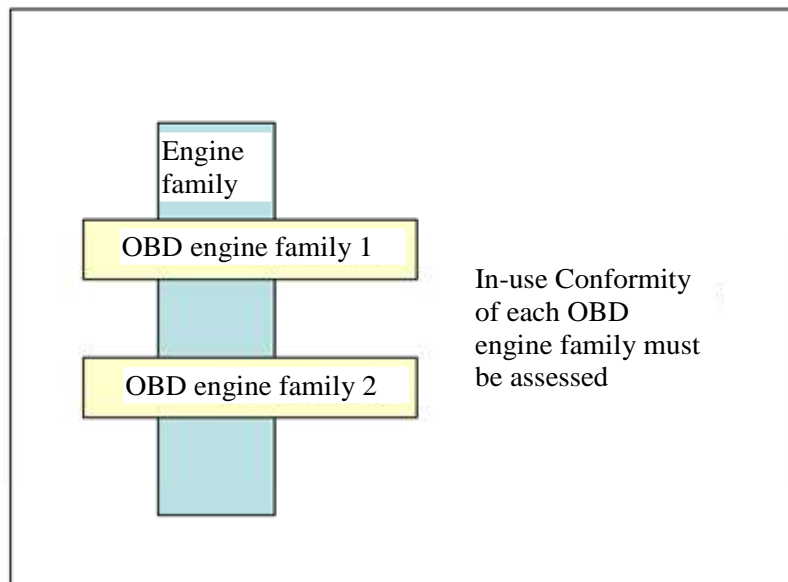 Engine
family
OBD engine family 1
OBD engine family 2
In-use Conformity
of each OBD
engine family must
be assessed